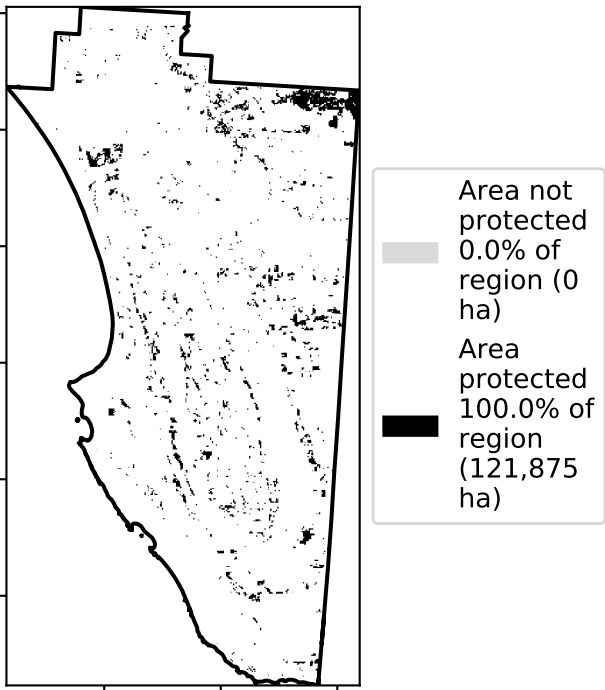 Area not
protected
0.0% of
region (0
ha)
Area
protected
100.0% of
region
(121,875
ha)